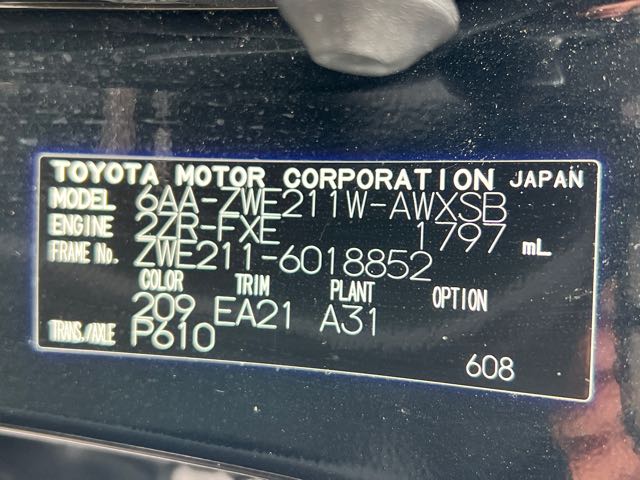 TOYOTA MOTOR CORPORATION JAPAN
MODEL 6AA-ZWE211W-AWXSB
ENGINE 2ZR-FXE 1797 mL
FRAME No. ZWE211-6018852
COLOR TRIM PLANT OPTION
209 EA21 A31
TRANS./AXLE P610
608